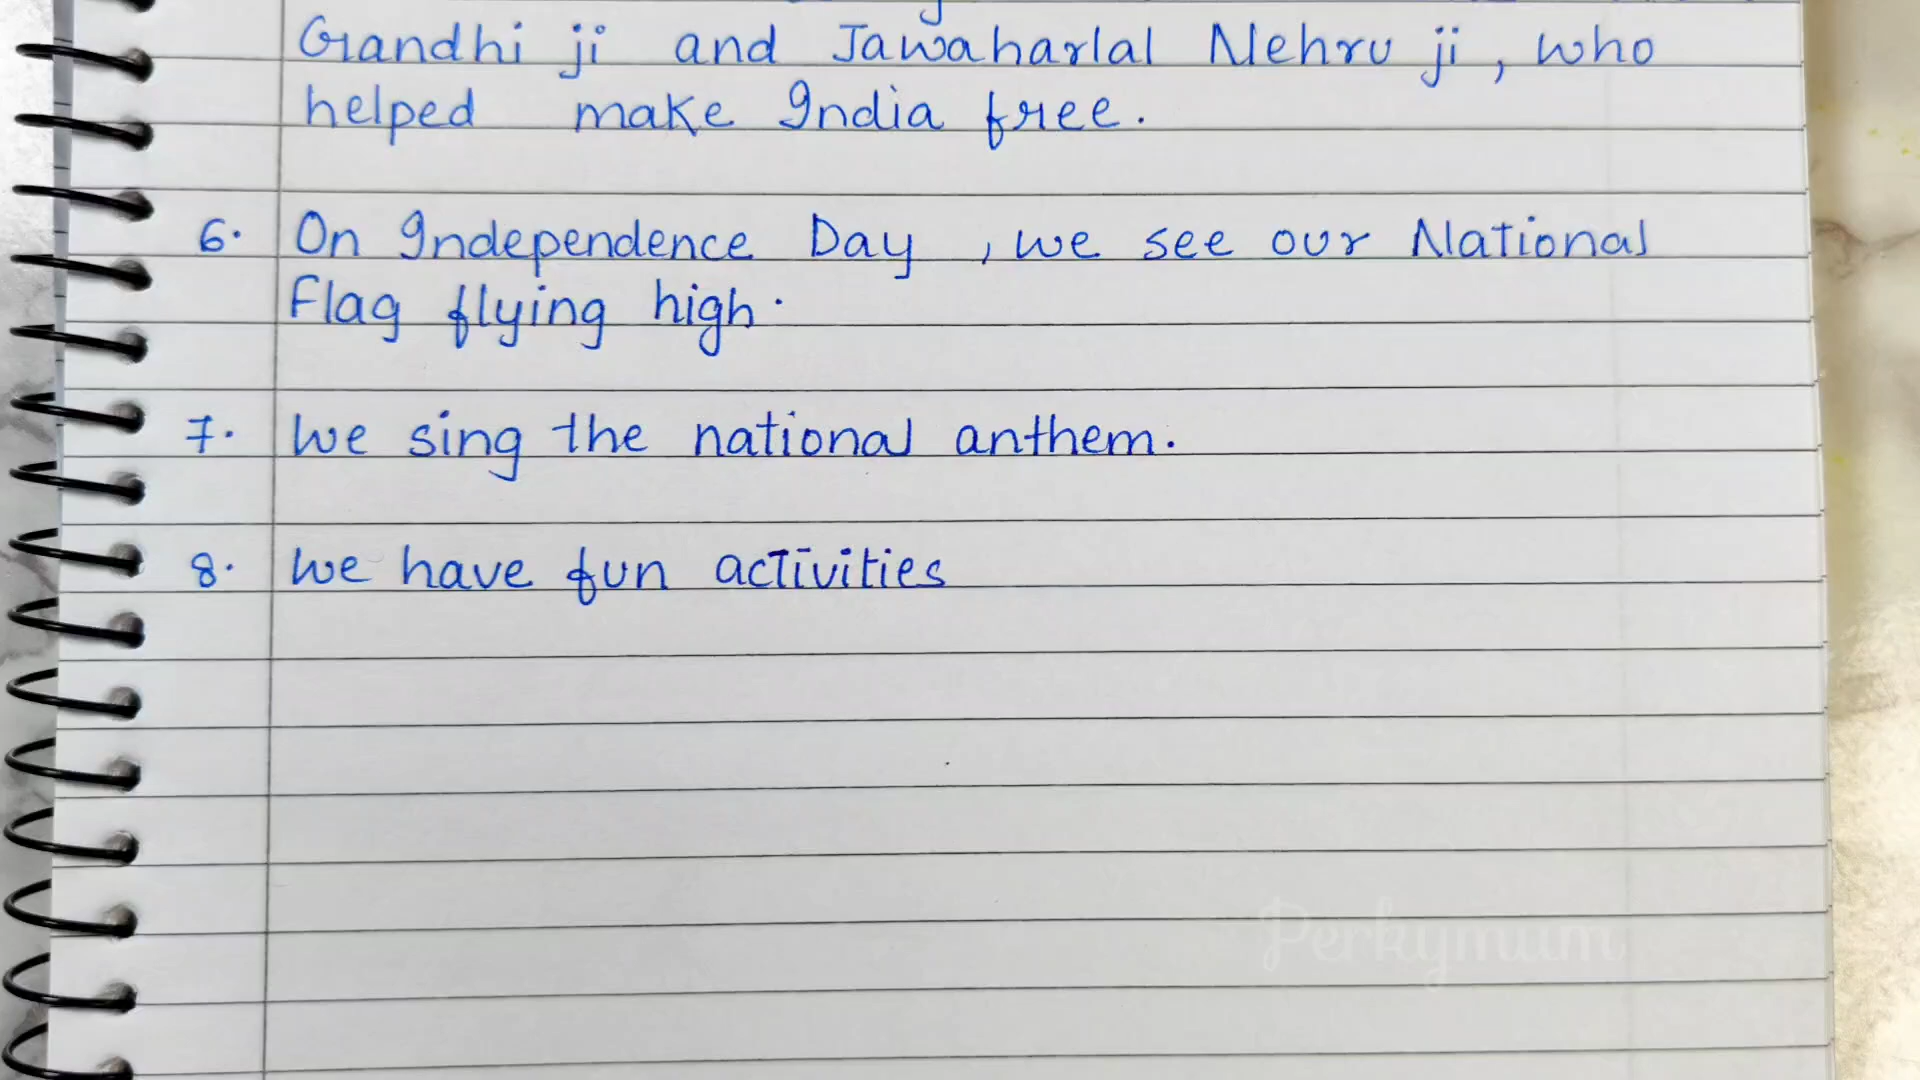 Gandhi ji and Jawaharlal Nehru ji, who
helped make India free.
6. On Independence Day, we see our National
Flag flying high.
7. We sing the national anthem.
8. We have fun activities
Perkymum